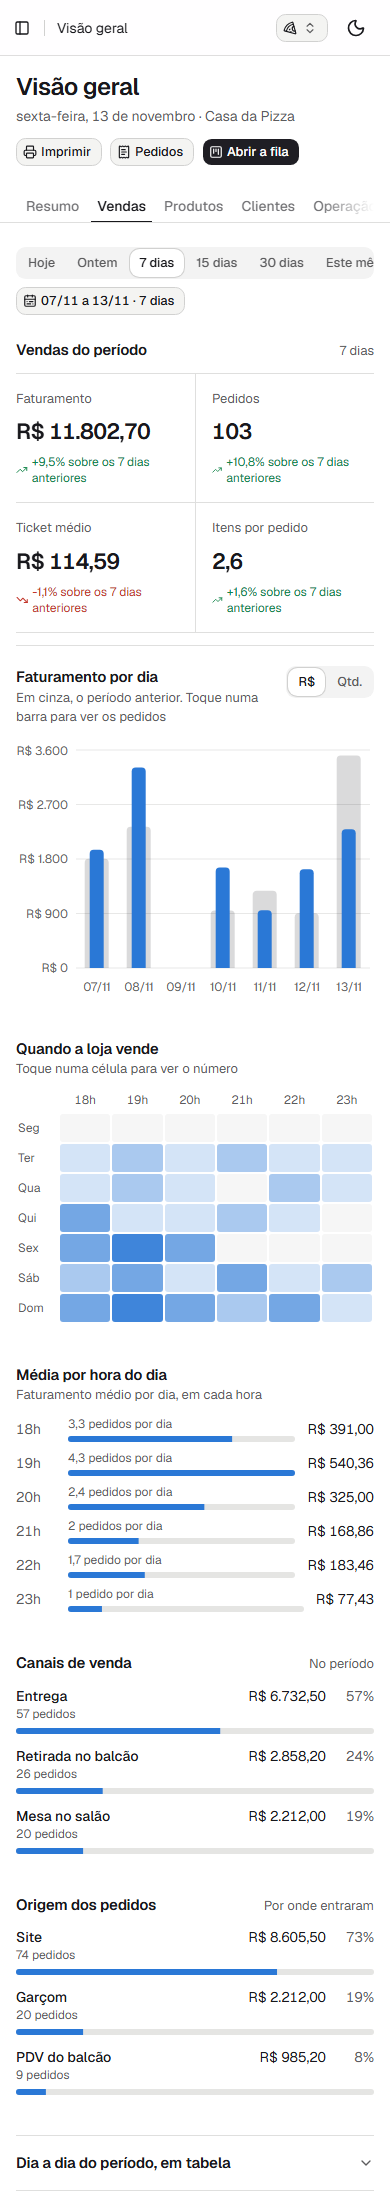 Visão geral
Visão geral
sexta-feira, 13 de novembro · Casa da Pizza
Imprimir
Pedidos
Abrir a fila
Resumo
Vendas
Produtos
Clientes
Operaçã
Hoje
Ontem
7 dias
15 dias
30 dias
Este mê
07/11 a 13/11 · 7 dias
Vendas do período
7 dias
Faturamento
R$ 11.802,70
+9,5% sobre os 7 dias
anteriores
Pedidos
103
+10,8% sobre os 7 dias
anteriores
Ticket médio
R$ 114,59
-1,1% sobre os 7 dias
anteriores
Itens por pedido
2,6
+1,6% sobre os 7 dias
anteriores
Faturamento por dia
Em cinza, o período anterior. Toque numa
barra para ver os pedidos
R$
Qtd.
R$ 3.600
R$ 2.700
R$ 1.800
R$ 900
R$ 0
07/11
08/11
09/11
10/11
11/11
12/11
13/11
Quando a loja vende
Toque numa célula para ver o número
18h
19h
20h
21h
22h
23h
Seg
Ter
Qua
Qui
Sex
Sáb
Dom
Média por hora do dia
Faturamento médio por dia, em cada hora
18h
3,3 pedidos por dia
R$ 391,00
19h
4,3 pedidos por dia
R$ 540,36
20h
2,4 pedidos por dia
R$ 325,00
21h
2 pedidos por dia
R$ 168,86
22h
1,7 pedido por dia
R$ 183,46
23h
1 pedido por dia
R$ 77,43
Canais de venda
No período
Entrega
R$ 6.732,50
57%
57 pedidos
Retirada no balcão
R$ 2.858,20
24%
26 pedidos
Mesa no salão
R$ 2.212,00
19%
20 pedidos
Origem dos pedidos
Por onde entraram
Site
R$ 8.605,50
73%
74 pedidos
Garçom
R$ 2.212,00
19%
20 pedidos
PDV do balcão
R$ 985,20
8%
9 pedidos
Dia a dia do período, em tabela